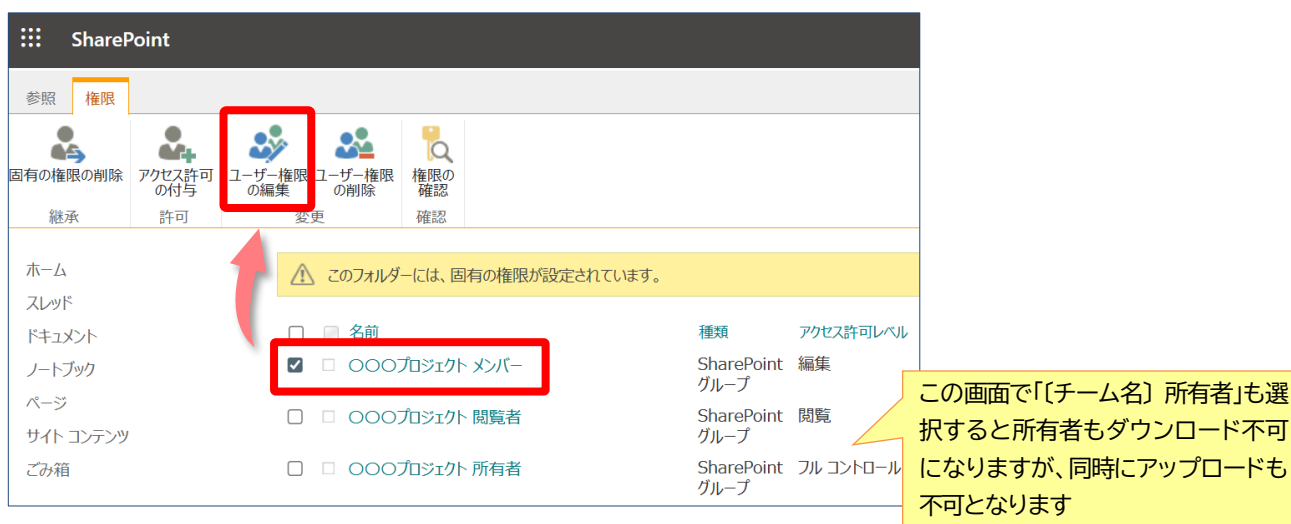 SharePoint
参照 権限
固有の権限の削除 アクセス許可の付与 ユーザー権限の編集 ユーザー権限の削除 権限の確認
継承 許可 変更 確認
ホーム
スレッド
ドキュメント
ノートブック
ページ
サイト コンテンツ
ごみ箱
このフォルダーには、固有の権限が設定されています。
名前 種類 アクセス許可レベル
〇〇〇プロジェクト メンバー SharePoint グループ 編集
〇〇〇プロジェクト 閲覧者 SharePoint グループ 閲覧
〇〇〇プロジェクト 所有者 SharePoint グループ フル コントロール
この画面で「〔チーム名〕 所有者」も選
択すると所有者もダウンロード不可
になりますが、同時にアップロードも
不可となります